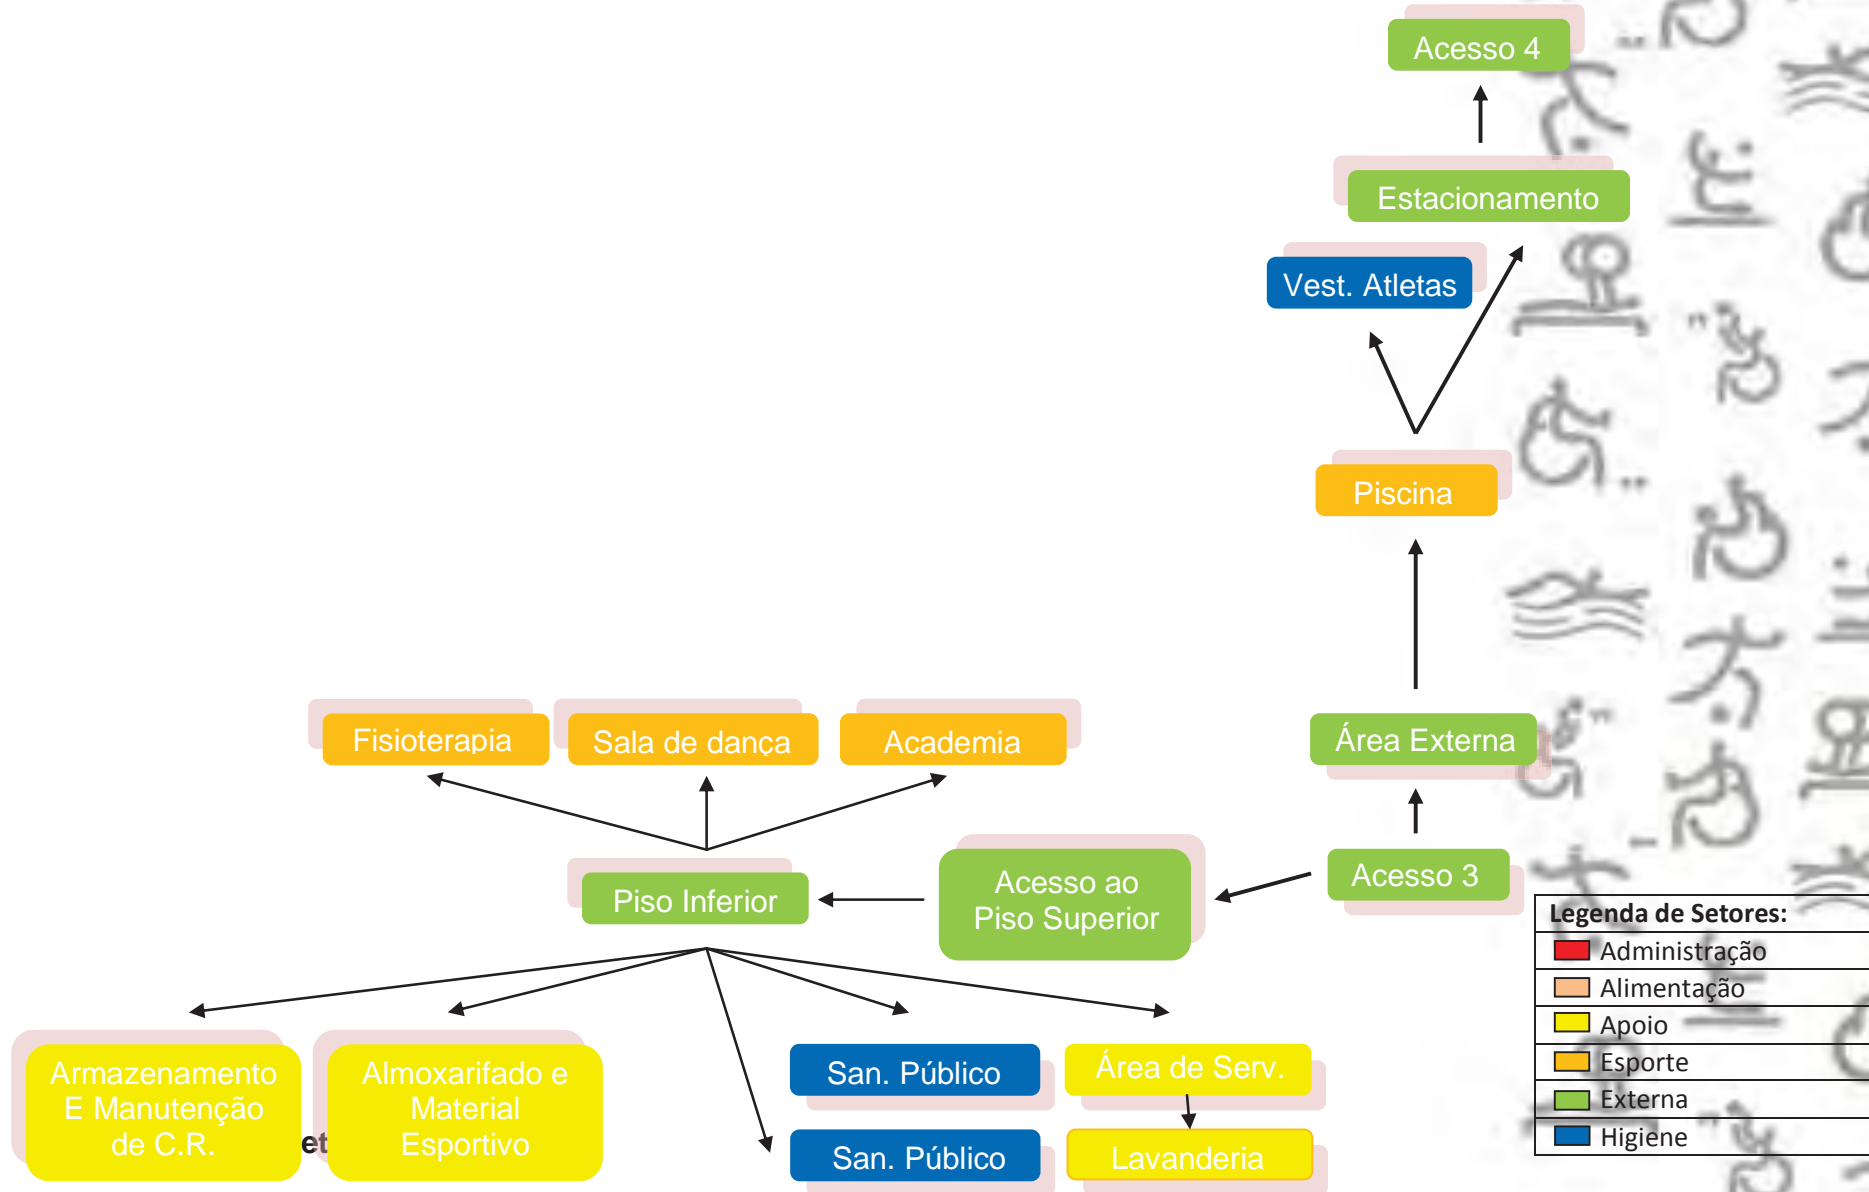 Acesso 4
Estacionamento
Vest. Atletas
Piscina
Fisioterapia
Sala de dança
Academia
Área Externa
Piso Inferior
Acesso ao
Piso Superior
Acesso 3
Armazenamento
E Manutenção
de C.R.
et
Almoxarifado e
Material
Esportivo
San. Público
Área de Serv.
San. Público
Lavanderia
Legenda de Setores:
Administração
Alimentação
Apoio
Esporte
Externa
Higiene